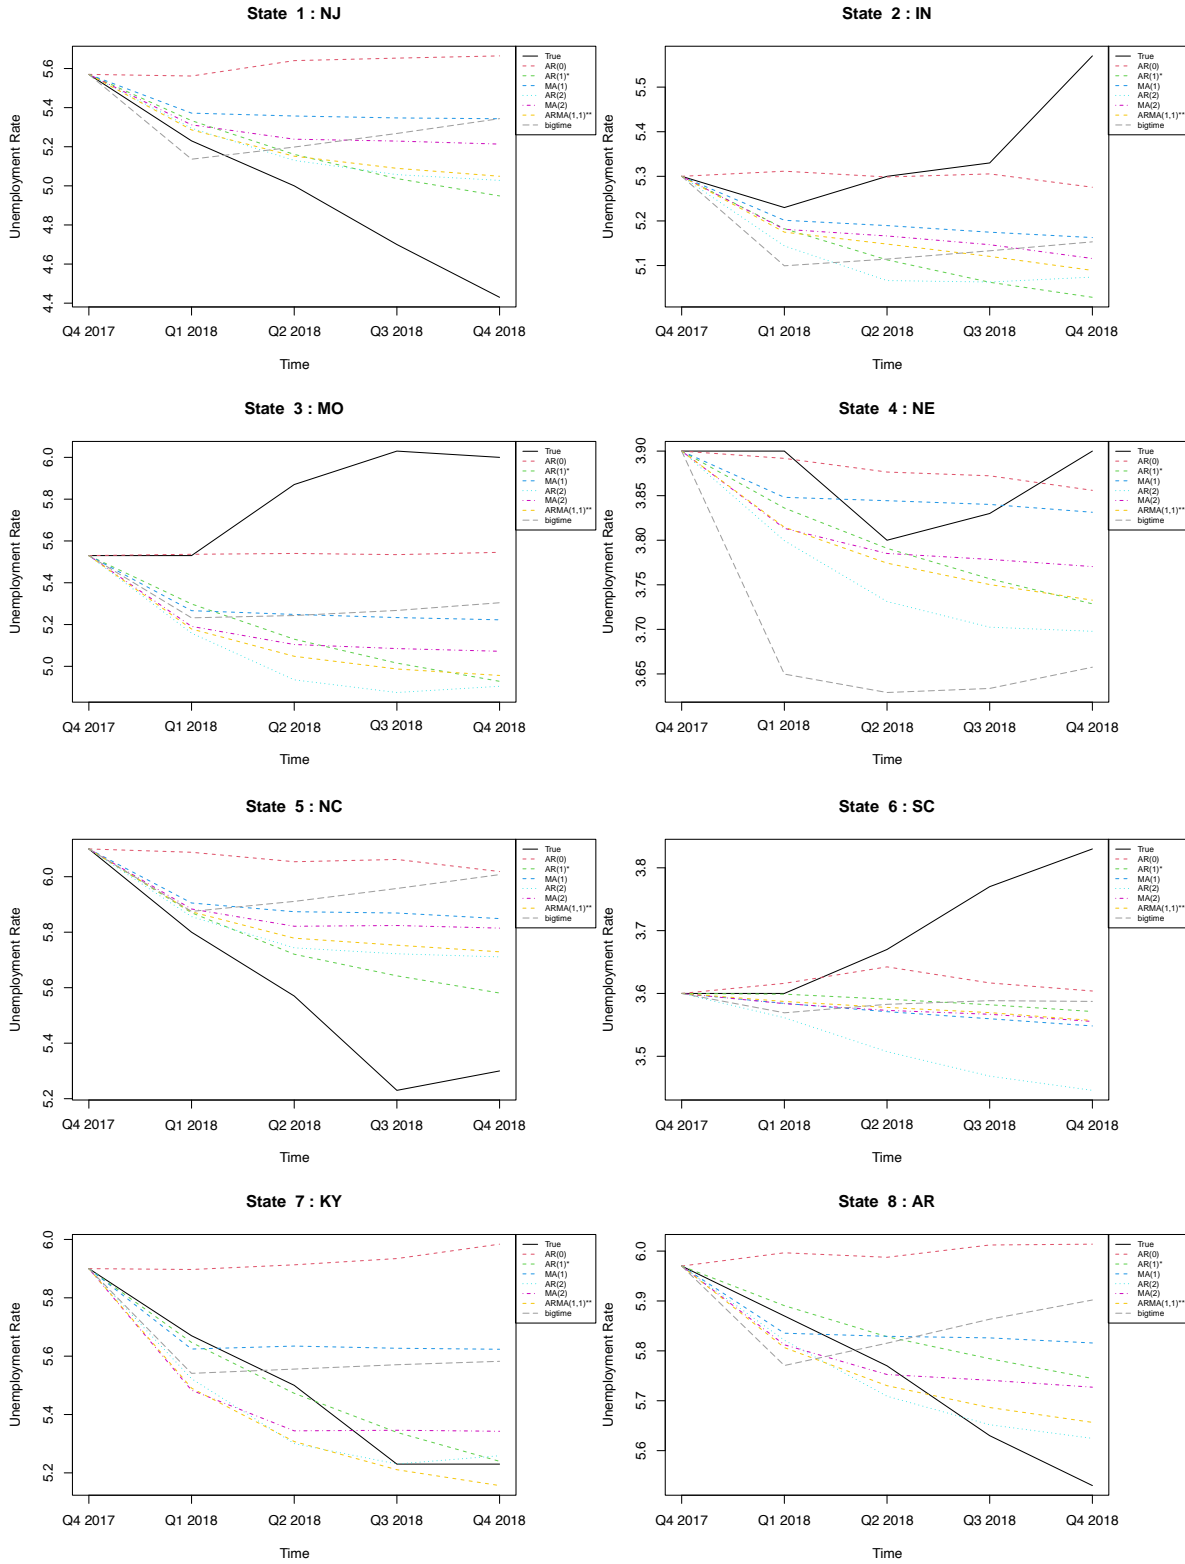 State 1 : NJ
Unemployment Rate
5.6
5.4
5.2
5.0
4.8
4.6
4.4
Q4 2017 Q1 2018 Q2 2018 Q3 2018 Q4 2018
Time
True
AR(0)
AR(1)*
MA(1)
AR(2)
MA(2)
ARMA(1,1)**
bigtime
State 2 : IN
Unemployment Rate
5.5
5.4
5.3
5.2
5.1
Q4 2017 Q1 2018 Q2 2018 Q3 2018 Q4 2018
Time
True
AR(0)
AR(1)*
MA(1)
AR(2)
MA(2)
ARMA(1,1)**
bigtime
State 3 : MO
Unemployment Rate
6.0
5.8
5.6
5.4
5.2
5.0
Q4 2017 Q1 2018 Q2 2018 Q3 2018 Q4 2018
Time
True
AR(0)
AR(1)*
MA(1)
AR(2)
MA(2)
ARMA(1,1)**
bigtime
State 4 : NE
Unemployment Rate
3.90
3.85
3.80
3.75
3.70
3.65
Q4 2017 Q1 2018 Q2 2018 Q3 2018 Q4 2018
Time
True
AR(0)
AR(1)*
MA(1)
AR(2)
MA(2)
ARMA(1,1)**
bigtime
State 5 : NC
Unemployment Rate
6.0
5.8
5.6
5.4
5.2
Q4 2017 Q1 2018 Q2 2018 Q3 2018 Q4 2018
Time
True
AR(0)
AR(1)*
MA(1)
AR(2)
MA(2)
ARMA(1,1)**
bigtime
State 6 : SC
Unemployment Rate
3.8
3.7
3.6
3.5
Q4 2017 Q1 2018 Q2 2018 Q3 2018 Q4 2018
Time
True
AR(0)
AR(1)*
MA(1)
AR(2)
MA(2)
ARMA(1,1)**
bigtime
State 7 : KY
Unemployment Rate
6.0
5.8
5.6
5.4
5.2
Q4 2017 Q1 2018 Q2 2018 Q3 2018 Q4 2018
Time
True
AR(0)
AR(1)*
MA(1)
AR(2)
MA(2)
ARMA(1,1)**
bigtime
State 8 : AR
Unemployment Rate
6.0
5.9
5.8
5.7
5.6
Q4 2017 Q1 2018 Q2 2018 Q3 2018 Q4 2018
Time
True
AR(0)
AR(1)*
MA(1)
AR(2)
MA(2)
ARMA(1,1)**
bigtime